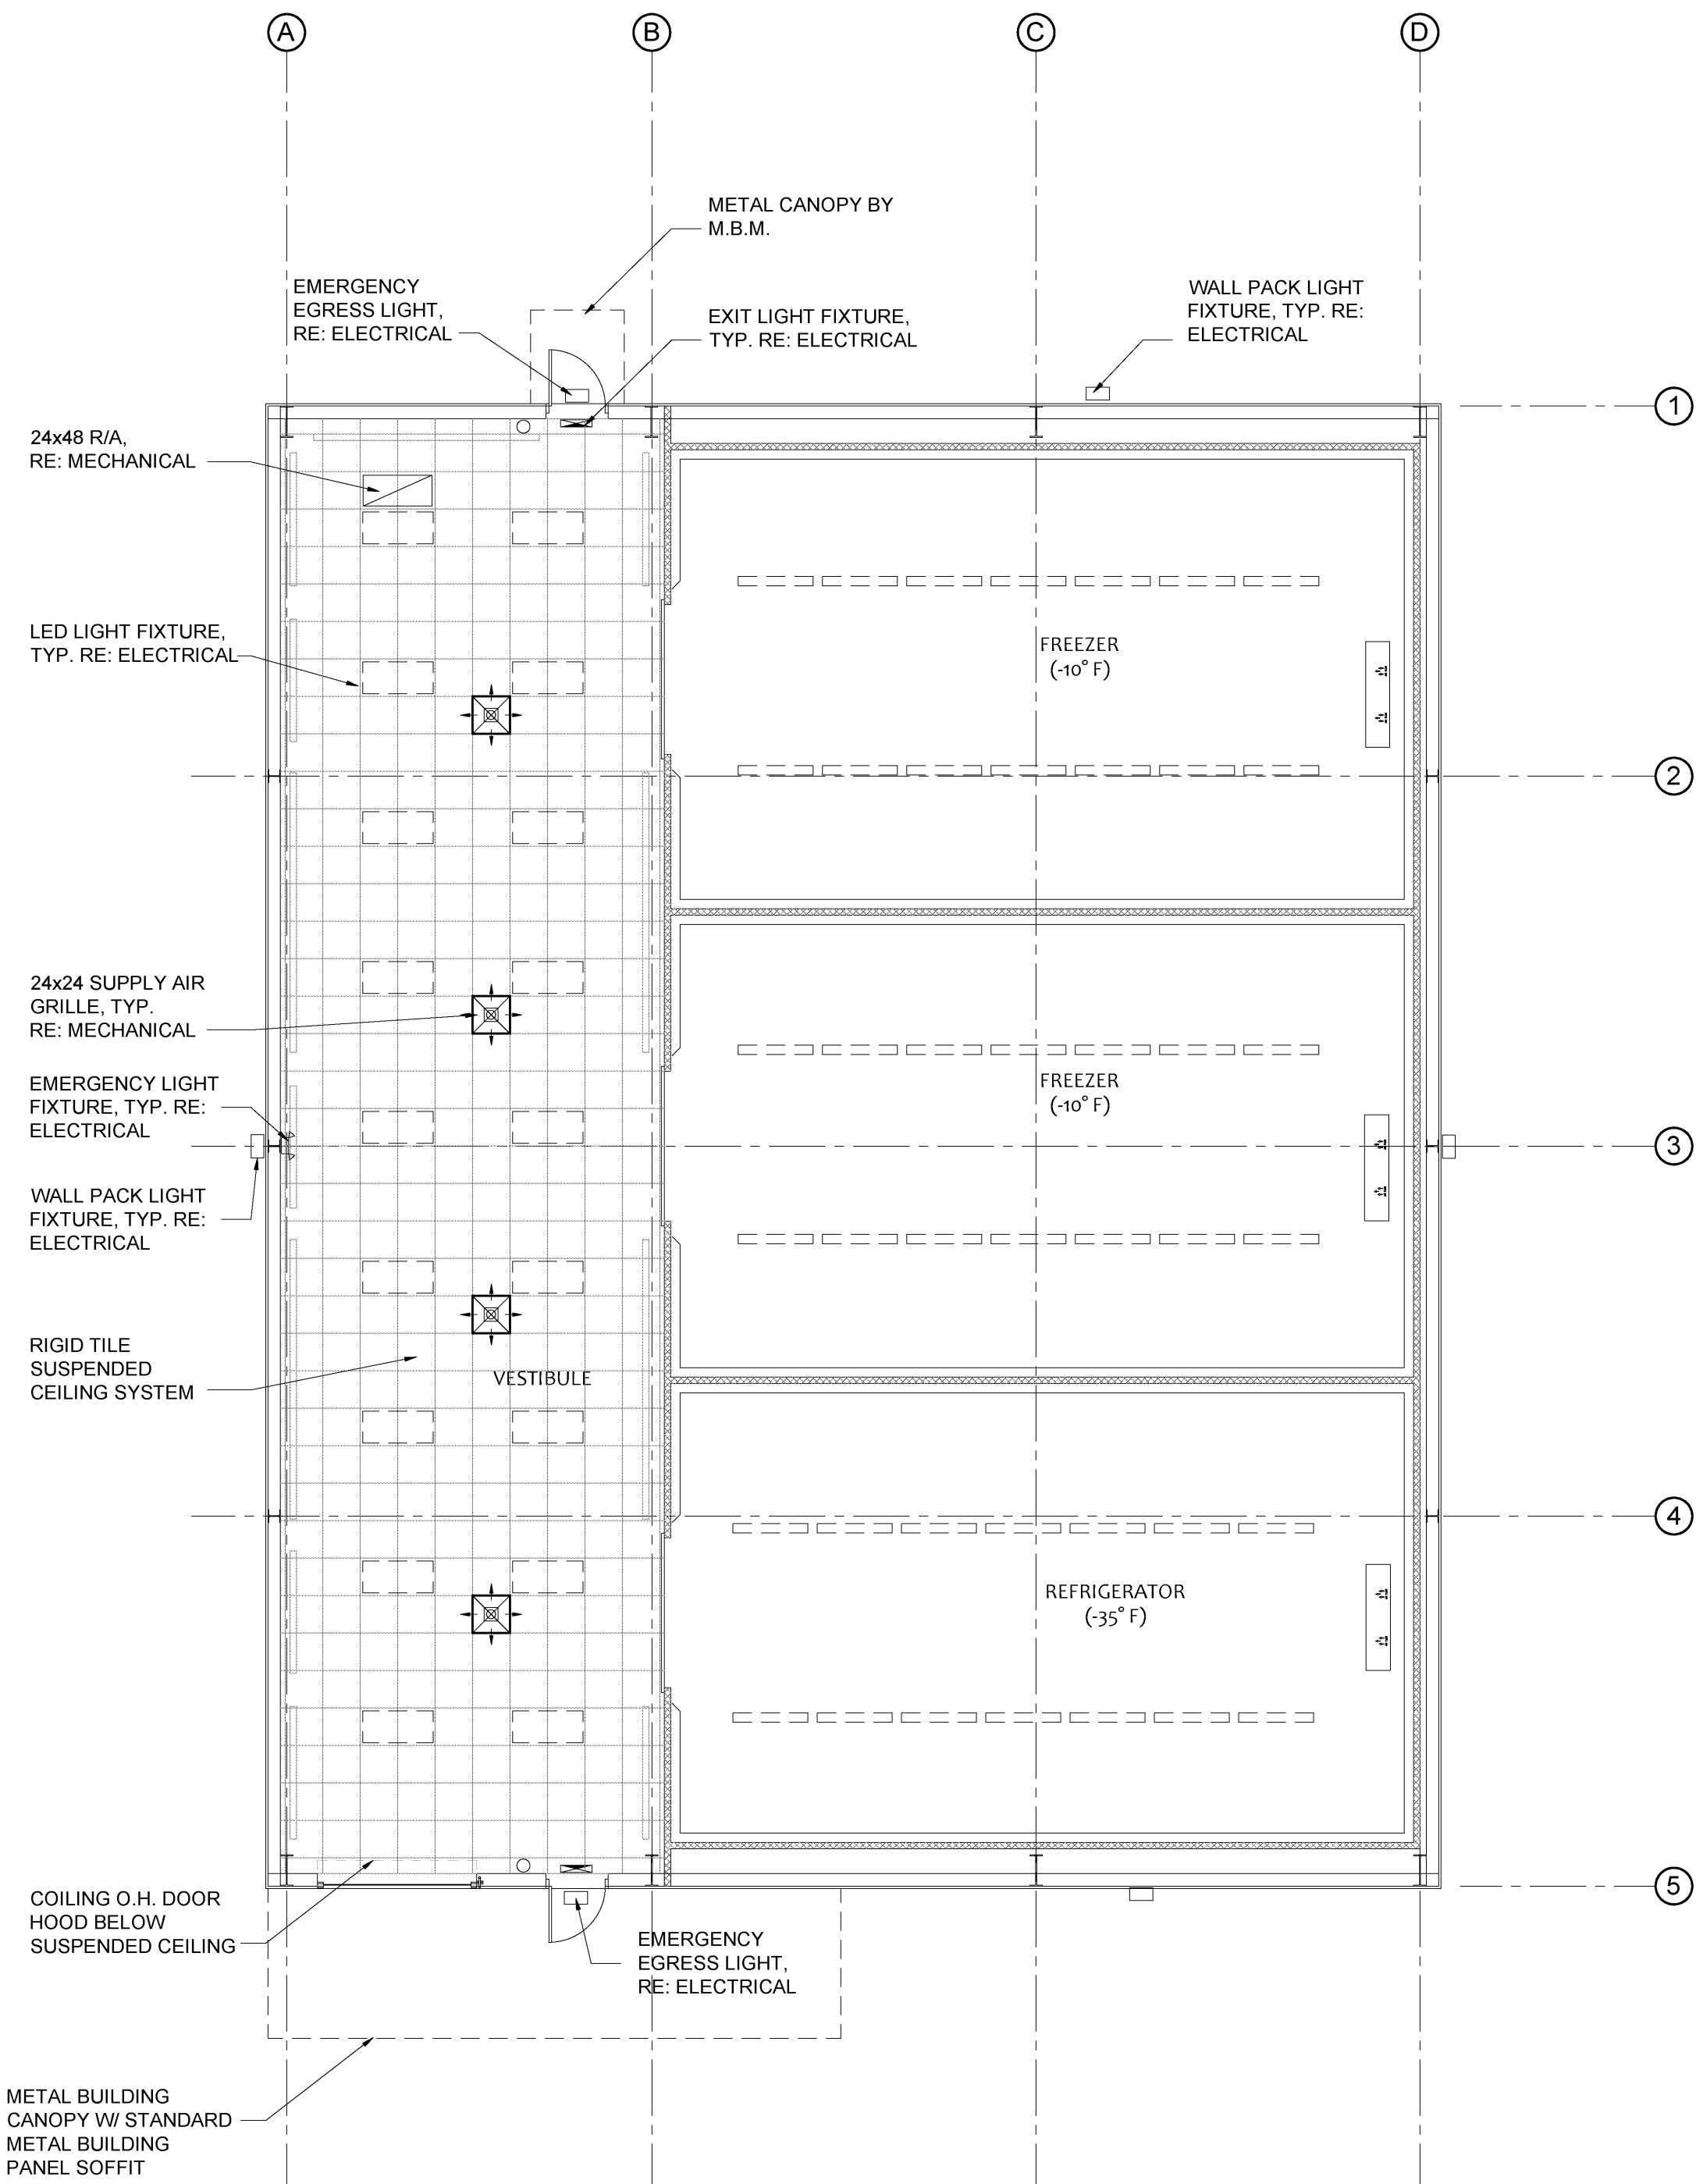 A
B
C
D
METAL CANOPY BY
M.B.M.
EMERGENCY
EGRESS LIGHT,
RE: ELECTRICAL
EXIT LIGHT FIXTURE,
TYP. RE: ELECTRICAL
WALL PACK LIGHT
FIXTURE, TYP. RE:
ELECTRICAL
1
24x48 R/A,
RE: MECHANICAL
LED LIGHT FIXTURE,
TYP. RE: ELECTRICAL
FREEZER
(-10° F)
2
24x24 SUPPLY AIR
GRILLE, TYP.
RE: MECHANICAL
EMERGENCY LIGHT
FIXTURE, TYP. RE:
ELECTRICAL
FREEZER
(-10° F)
3
WALL PACK LIGHT
FIXTURE, TYP. RE:
ELECTRICAL
RIGID TILE
SUSPENDED
CEILING SYSTEM
VESTIBULE
4
REFRIGERATOR
(-35° F)
5
COILING O.H. DOOR
HOOD BELOW
SUSPENDED CEILING
EMERGENCY
EGRESS LIGHT,
RE: ELECTRICAL
METAL BUILDING
CANOPY W/ STANDARD
METAL BUILDING
PANEL SOFFIT